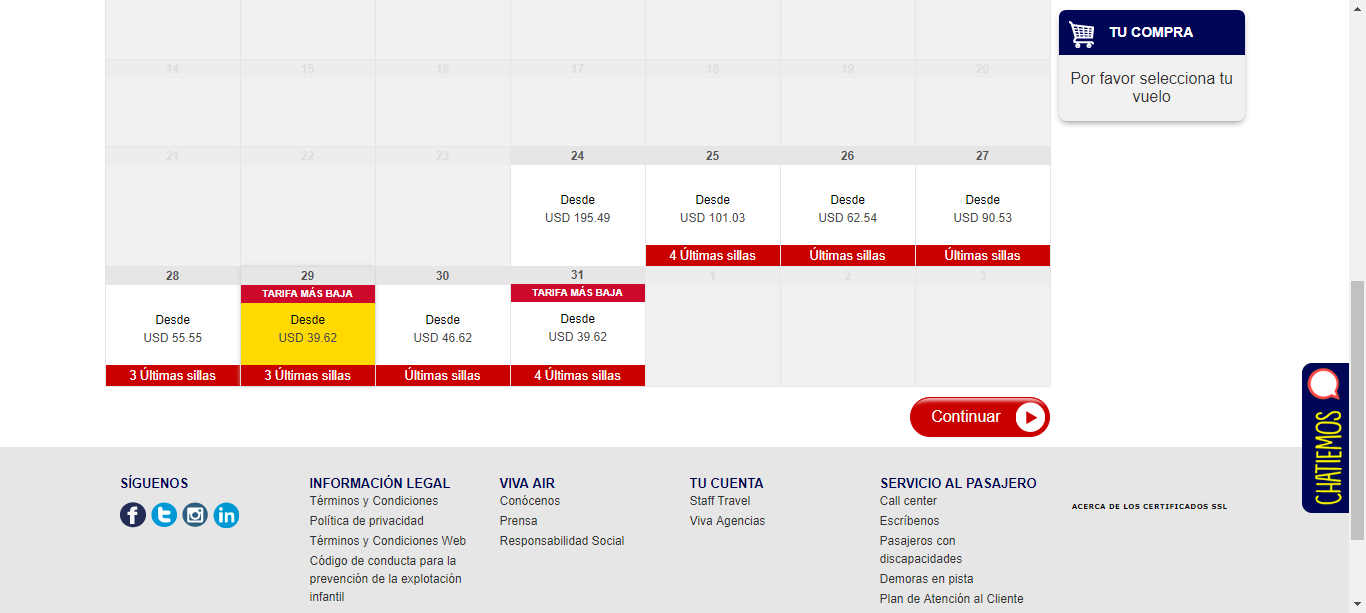 TU COMPRA
Por favor selecciona tu
vuelo
14 15 16 17 18 19 20
21 22 23 24 25 26 27
Desde Desde Desde Desde
USD 195.49 USD 101.03 USD 62.54 USD 90.53
4 Últimas sillas Últimas sillas Últimas sillas
28 29 30 31 1 2 3
TARIFA MÁS BAJA TARIFA MÁS BAJA
Desde Desde Desde Desde
USD 55.55 USD 39.62 USD 46.62 USD 39.62
3 Últimas sillas 3 Últimas sillas Últimas sillas 4 Últimas sillas
Continuar
CHATIEMOS
SÍGUENOS
INFORMACIÓN LEGAL
Términos y Condiciones
Política de privacidad
Términos y Condiciones Web
Código de conducta para la
prevención de la explotación
infantil
VIVA AIR
Conócenos
Prensa
Responsabilidad Social
TU CUENTA
Staff Travel
Viva Agencias
SERVICIO AL PASAJERO
Call center
Escríbenos
Pasajeros con
discapacidades
Demoras en pista
Plan de Atención al Cliente
ACERCA DE LOS CERTIFICADOS SSL